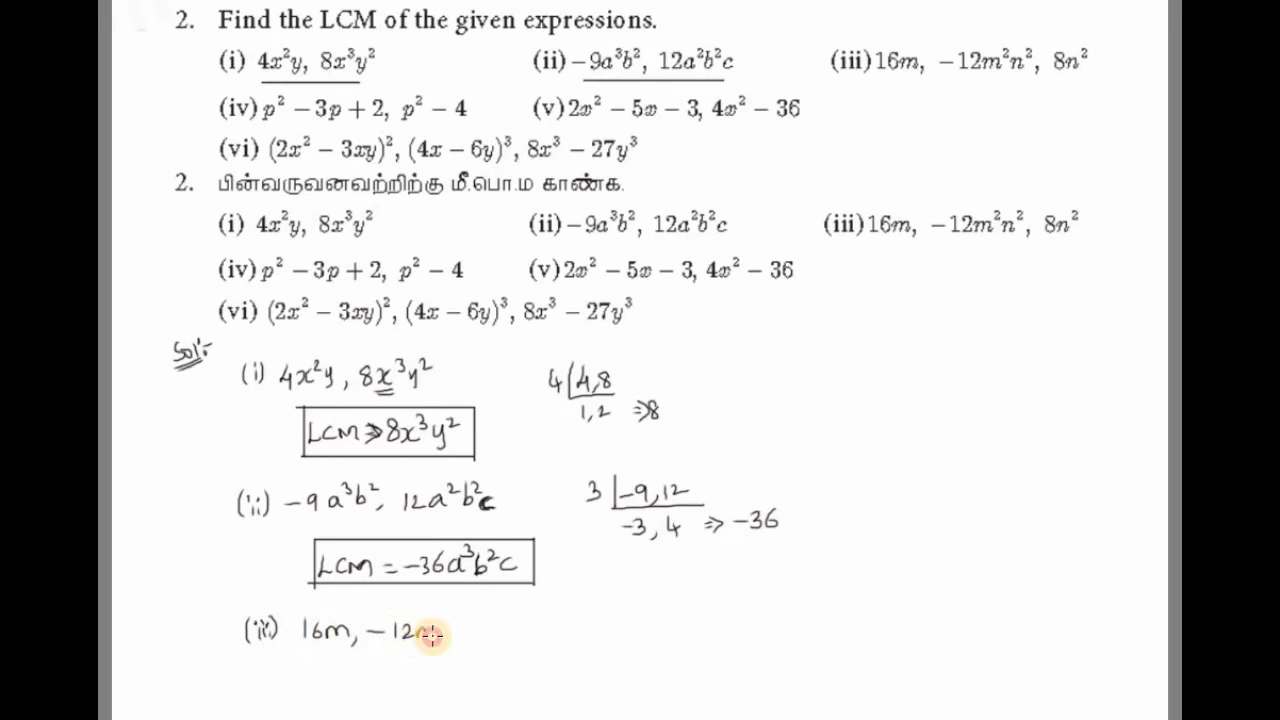 2. Find the LCM of the given expressions.
(i) 4x²y, 8x³y² (ii) −9a³b², 12a²b²c (iii) 16m, −12m²n², 8n²
(iv) p² − 3p + 2, p² − 4 (v) 2x² − 5x − 3, 4x² − 36
(vi) (2x² − 3xy)², (4x − 6y)³, 8x³ − 27y³
2. பின்வருவனவற்றிற்கு மீ.பொ.ம காண்க.
(i) 4x²y, 8x³y² (ii) −9a³b², 12a²b²c (iii) 16m, −12m²n², 8n²
(iv) p² − 3p + 2, p² − 4 (v) 2x² − 5x − 3, 4x² − 36
(vi) (2x² − 3xy)², (4x − 6y)³, 8x³ − 27y³
Sol:
(i) 4x²y, 8x³y² 4 | 4, 8
1, 2 ⇒ 8
LCM ⇒ 8x³y²
(ii) −9a³b², 12a²b²c 3 | −9, 12
−3, 4 ⇒ −36
LCM = −36a³b²c
(iii) 16m, −12